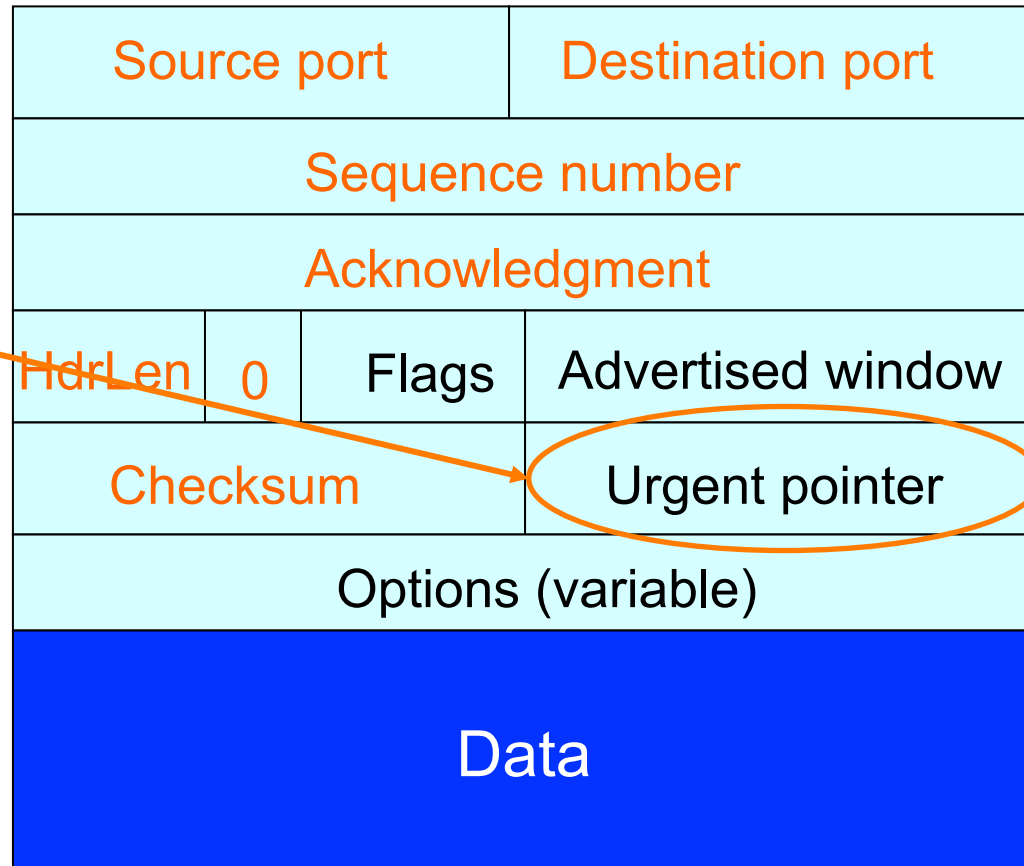 Source port Destination port
Sequence number
Acknowledgment
HdrLen 0 Flags Advertised window
Checksum Urgent pointer
Options (variable)
Data